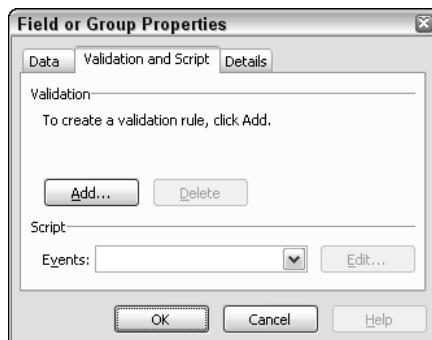 Field or Group Properties
Data Validation and Script Details
Validation
To create a validation rule, click Add.
Add... Delete
Script
Events: Edit...
OK Cancel Help